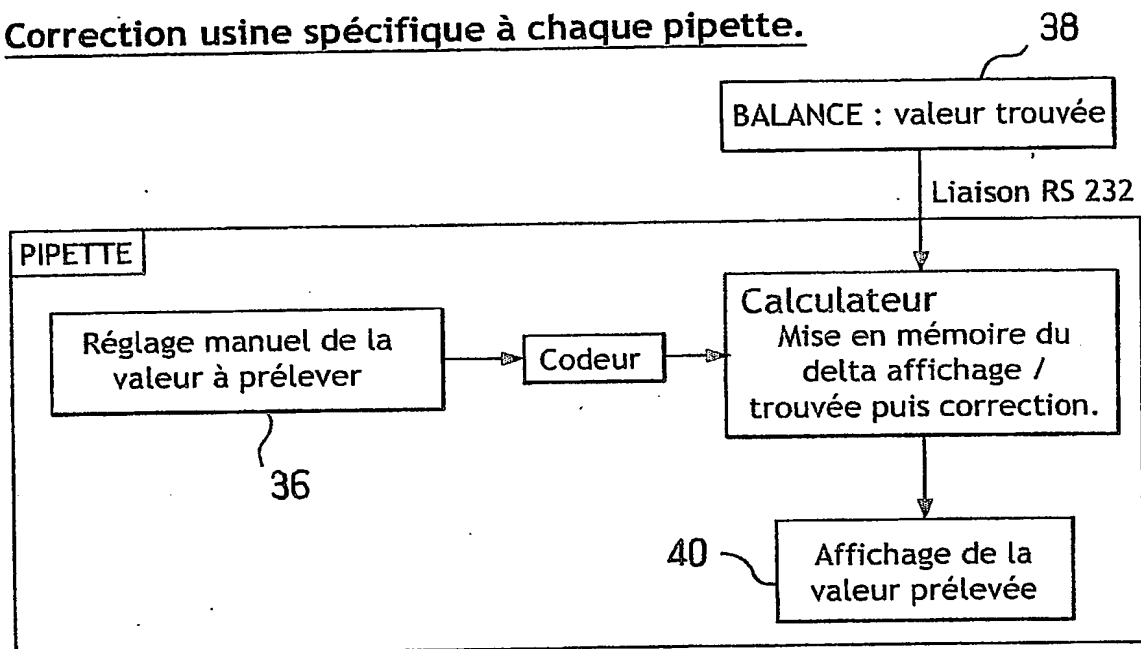 Correction usine spécifique à chaque pipette.
38
BALANCE : valeur trouvée
Liaison RS 232
PIPETTE
Réglage manuel de la
valeur à prélever
Codeur
Calculateur
Mise en mémoire du
delta affichage /
trouvée puis correction.
36
40
Affichage de la
valeur prélevée